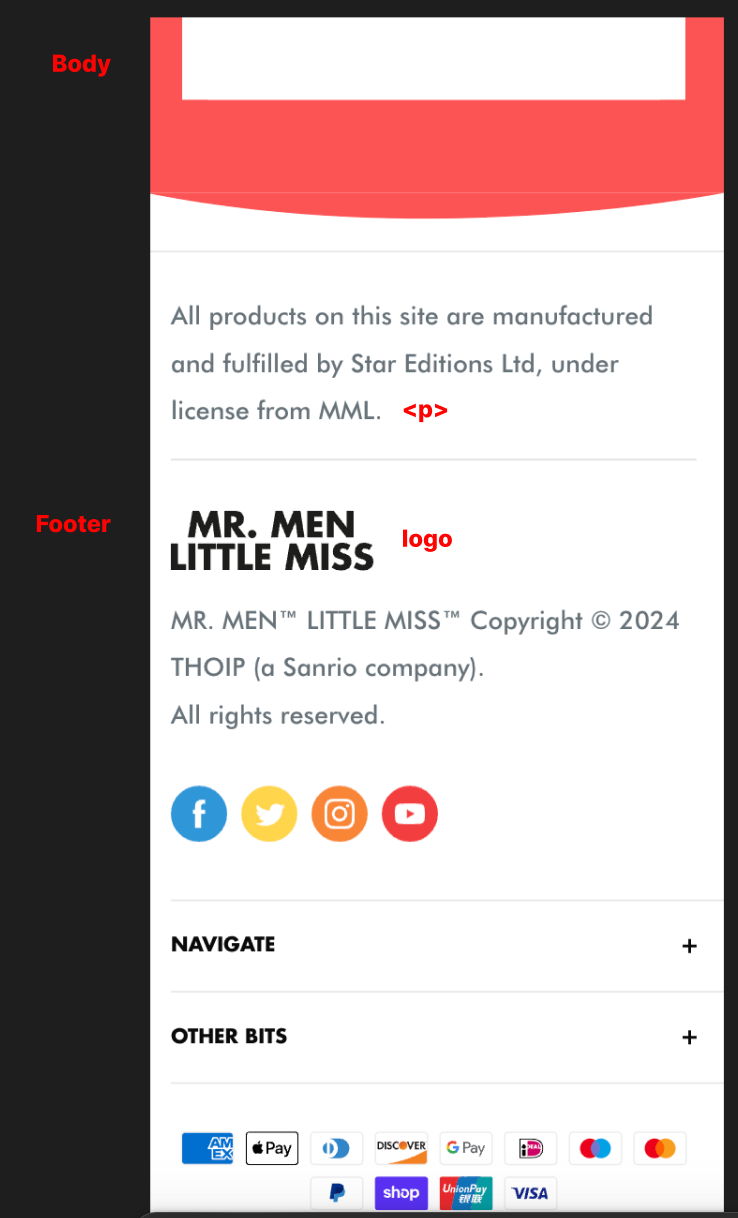 Body
All products on this site are manufactured
and fulfilled by Star Editions Ltd, under
license from MML. <p>
Footer
MR. MEN
LITTLE MISS
logo
MR. MEN™ LITTLE MISS™ Copyright © 2024
THOIP (a Sanrio company).
All rights reserved.
f
NAVIGATE +
OTHER BITS +
AM EX
Pay
DISCOVER
G Pay
iDEAL
P
shop
UnionPay
银联
VISA